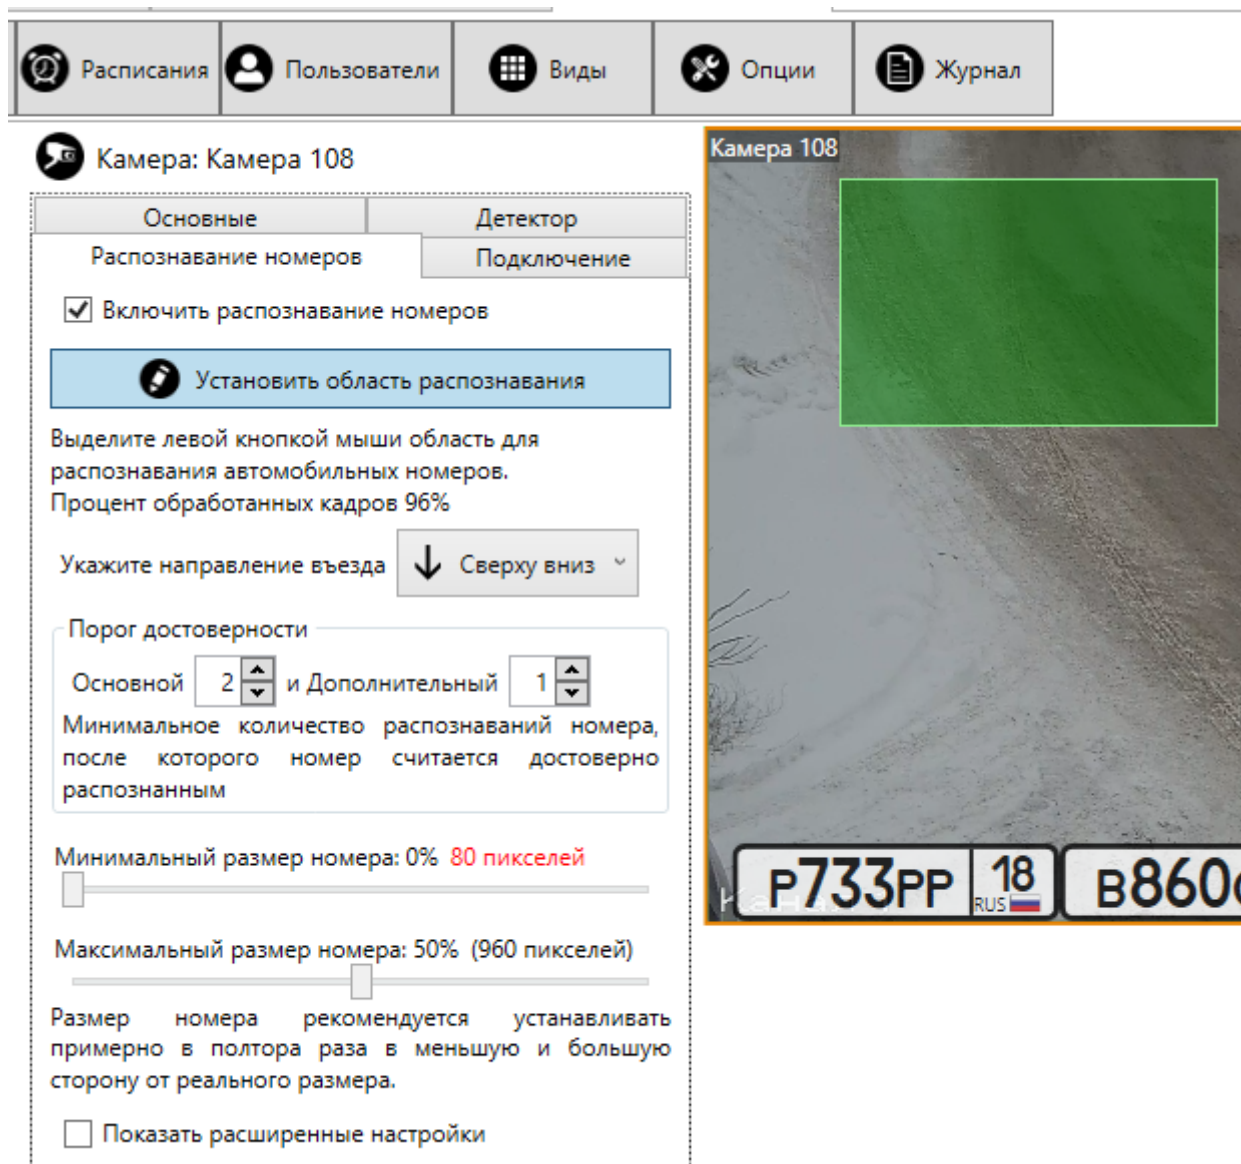 Расписания
Пользователи
Виды
Опции
Журнал
Камера: Камера 108
Камера 108
Основные
Детектор
Распознавание номеров
Подключение
Включить распознавание номеров
Установить область распознавания
Выделите левой кнопкой мыши область для
распознавания автомобильных номеров.
Процент обработанных кадров 96%
Укажите направление въезда
Сверху вниз
Порог достоверности
Основной 2 и Дополнительный 1
Минимальное количество распознаваний номера,
после которого номер считается достоверно
распознанным
Минимальный размер номера: 0% 80 пикселей
Р733РР 18
RUS
В860
Максимальный размер номера: 50% (960 пикселей)
Размер номера рекомендуется устанавливать
примерно в полтора раза в меньшую и большую
сторону от реального размера.
Показать расширенные настройки